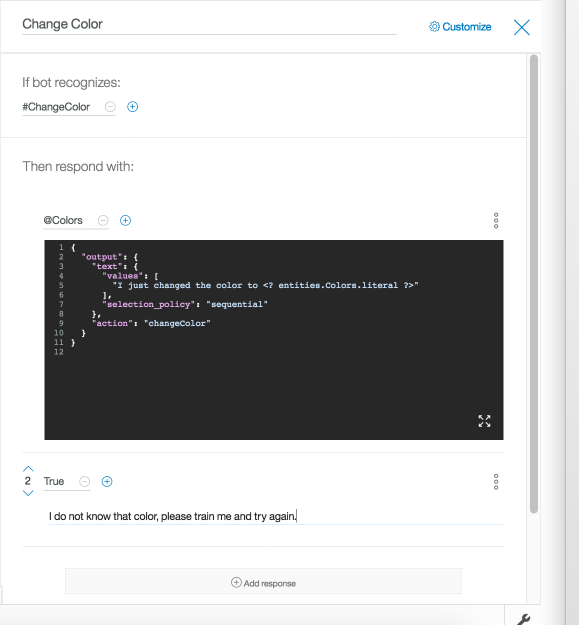 Change Color
Customize
If bot recognizes:
#ChangeColor
Then respond with:
@Colors
1 {
2 "output": {
3 "text": {
4 "values": [
5 "I just changed the color to <? entities.Colors.literal ?>"
6 ],
7 "selection_policy": "sequential"
8 },
9 "action": "changeColor"
10 }
11 }
12
2 True
I do not know that color, please train me and try again.
Add response